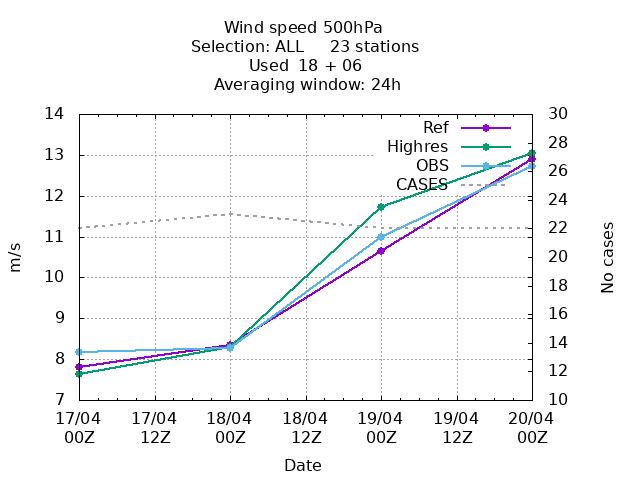 Wind speed 500hPa
Selection: ALL 23 stations
Used 18 + 06
Averaging window: 24h
14 30
13 28
12 26
11 24
10 22
9 20
8 18
7 16
14
12
10
Ref
Highres
OBS
CASES
m/s
No cases
17/04 17/04 18/04 18/04 19/04 19/04 20/04
00Z 12Z 00Z 12Z 00Z 12Z 00Z
Date